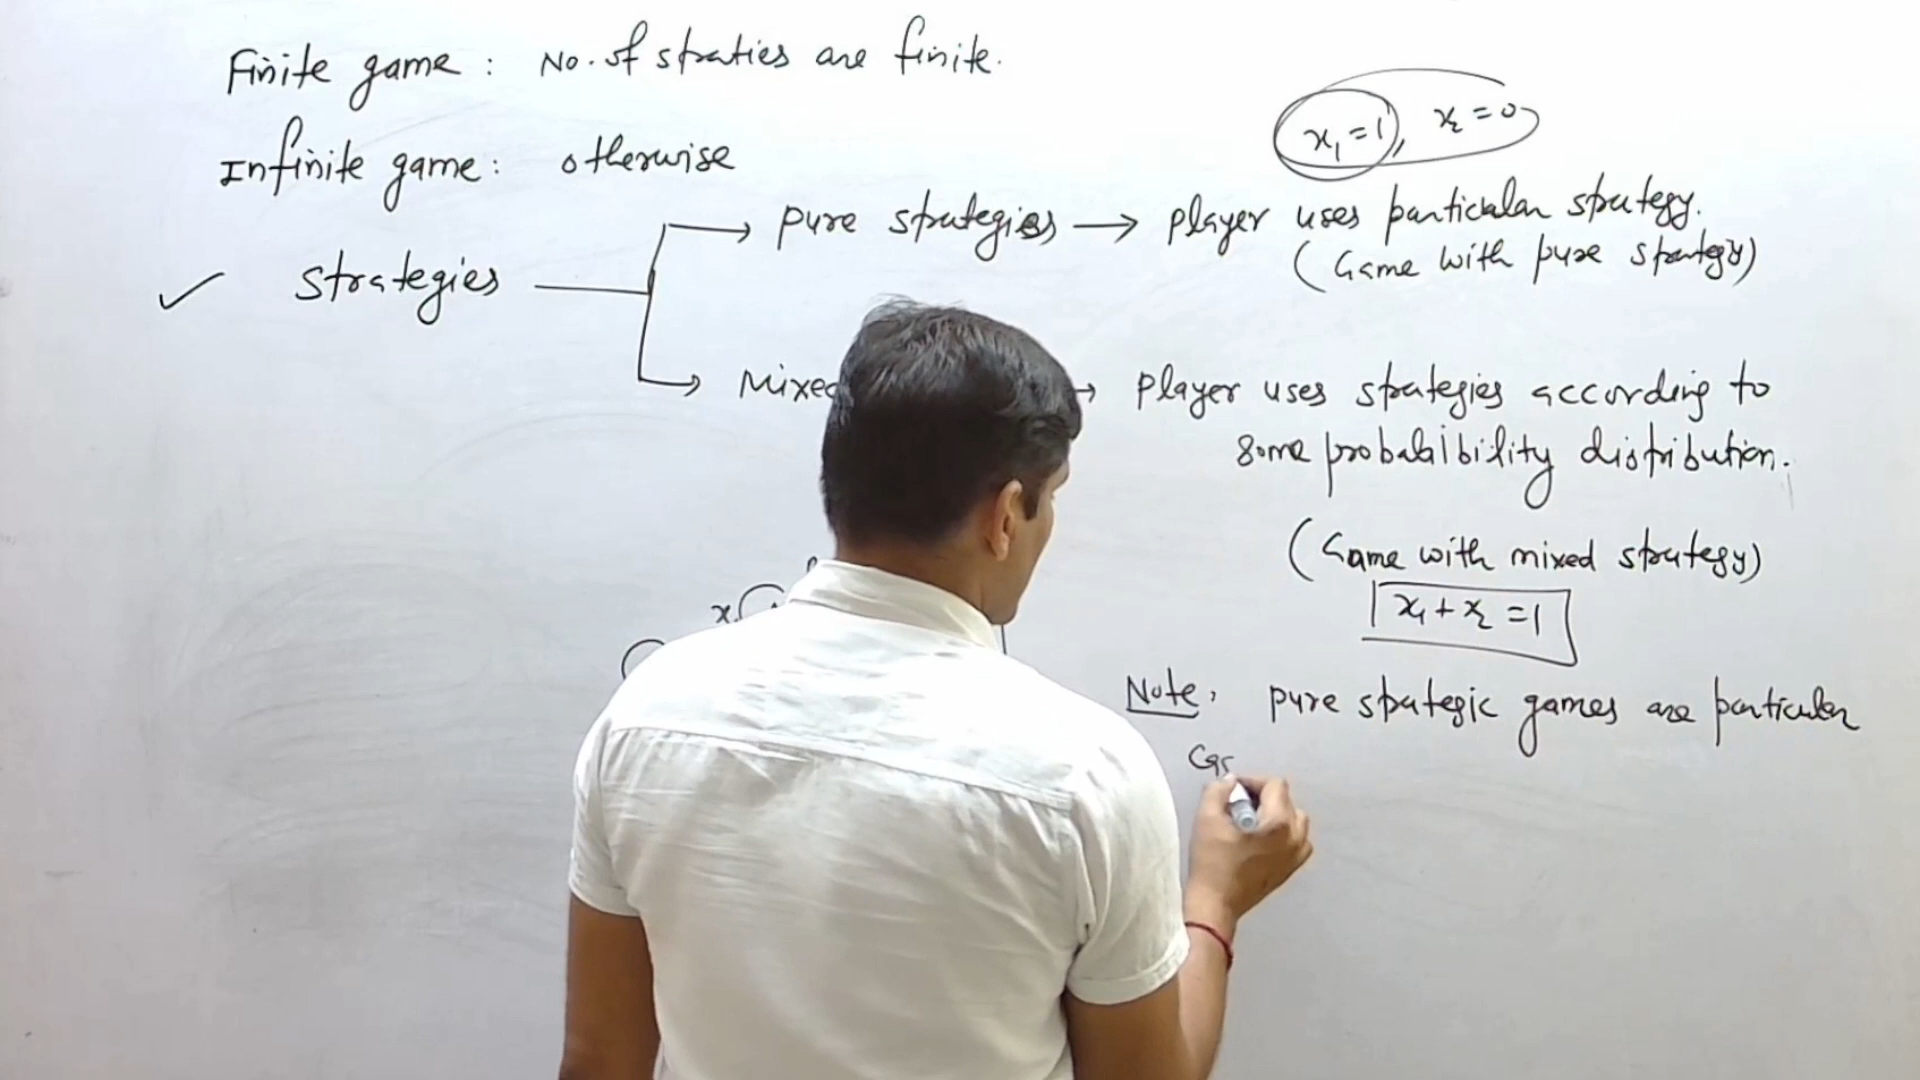 Finite game : No. of straties are finite.
x₁ = 1, x₂ = 0
Infinite game : otherwise
pure strategies → player uses particular strategy.
(Game with pure strategy)
✓ Strategies
→ player uses strategies according to
some probabibility distribution.
(Game with mixed strategy)
x₁ + x₂ = 1
Note, pure strategic games are particular